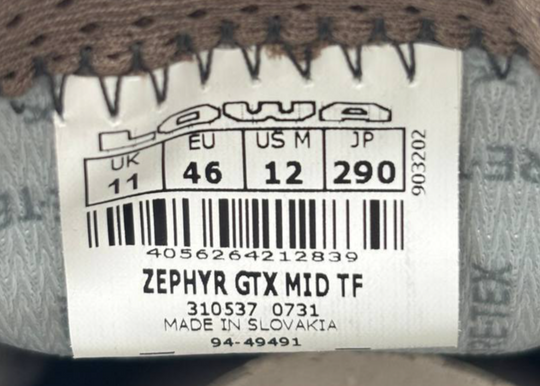 LOWA
UK EU US M JP
11 46 12 290
903202
4056264212839
ZEPHYR GTX MID TF
310537 0731
MADE IN SLOVAKIA
94-49491
RETEX